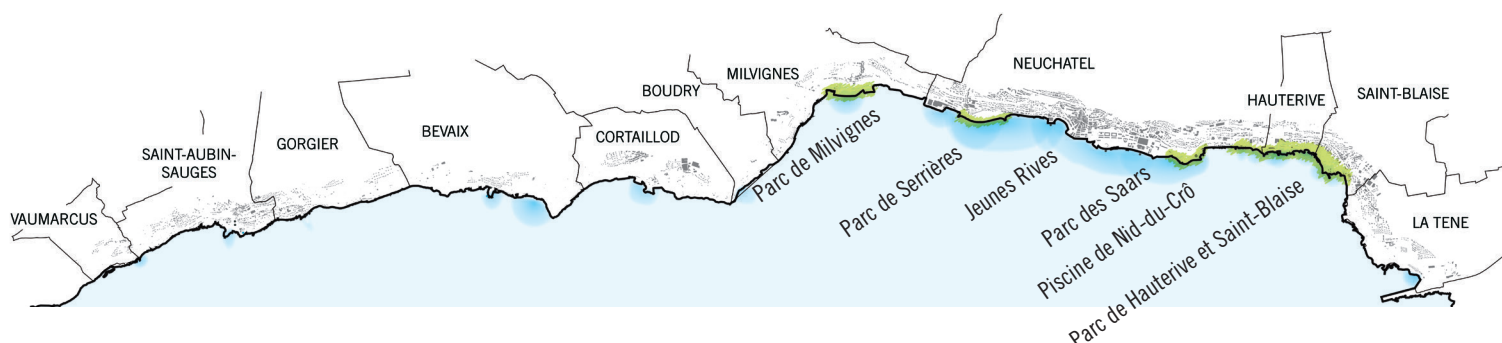 VAUMARCUS
SAINT-AUBIN-
SAUGES
GORGIER
BEVAIX
CORTAILLOD
BOUDRY
MILVIGNES
NEUCHATEL
HAUTERIVE
SAINT-BLAISE
LA TENE
Parc de Milvignes
Parc de Serrières
Jeunes Rives
Parc des Saars
Piscine de Nid-du-Crô
Parc de Hauterive et Saint-Blaise